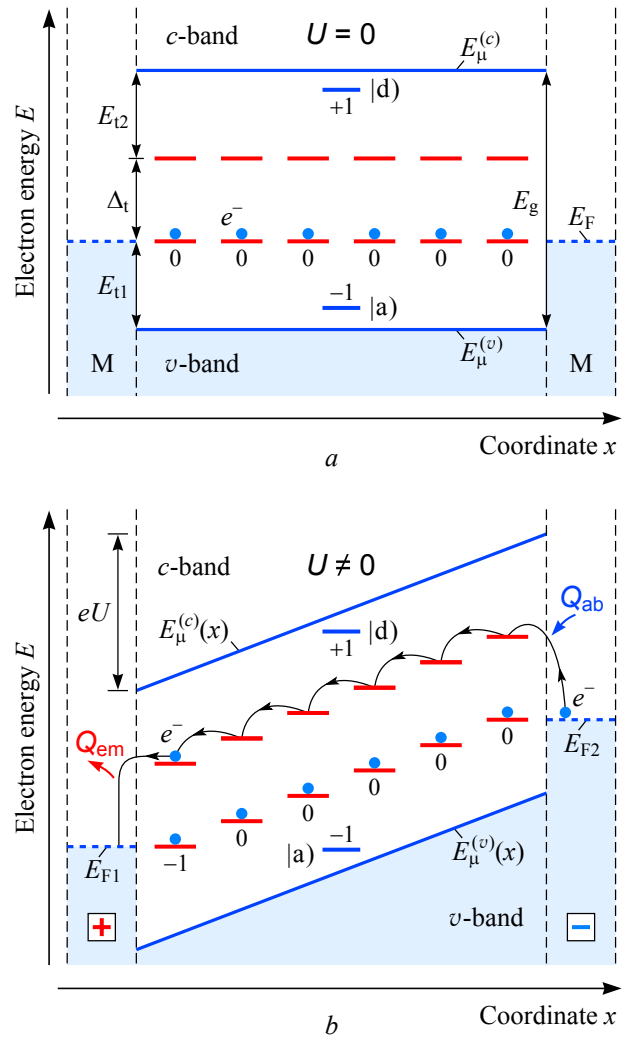 c-band
U = 0
E_μ^(c)
+1
|d)
E_t2
Δ_t
E_g
e⁻
E_F
0 0 0 0 0 0
E_t1
−1 |a)
M
v-band
E_μ^(v)
M
Electron energy E
Coordinate x
a
c-band
U ≠ 0
eU
E_μ^(c)(x)
+1
|d)
Q_ab
e⁻
e⁻
Q_em
E_F2
0
0
0
0
0
−1
E_F1
|a) −1
E_μ^(v)(x)
+
v-band
−
Electron energy E
Coordinate x
b